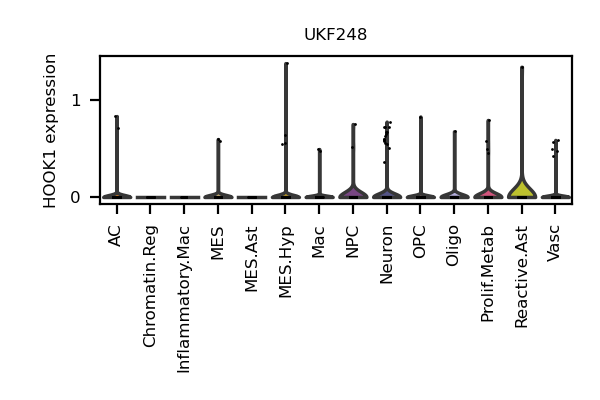 UKF248
HOOK1 expression
1
0
AC
Chromatin.Reg
Inflammatory.Mac
MES
MES.Ast
MES.Hyp
Mac
NPC
Neuron
OPC
Oligo
Prolif.Metab
Reactive.Ast
Vasc